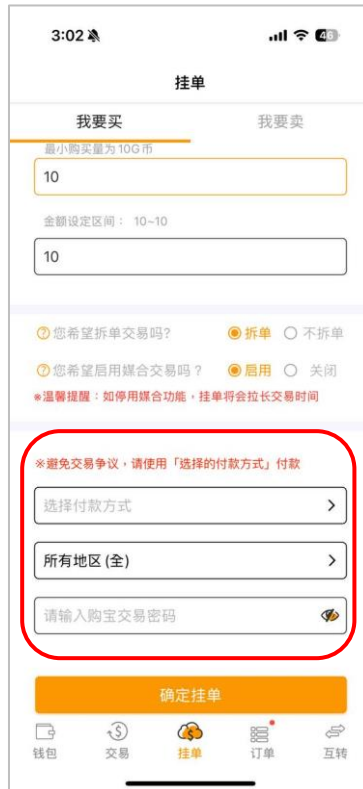 3:02
46
挂单
我要买 我要卖
最小购买量为10G币
10
金额设定区间： 10~10
10
?您希望拆单交易吗? 拆单 不拆单
?您希望启用媒合交易吗？ 启用 关闭
※温馨提醒：如停用媒合功能，挂单将会拉长交易时间
※避免交易争议，请使用「选择的付款方式」付款
选择付款方式
所有地区 (全)
请输入购宝交易密码
确定挂单
钱包 交易 挂单 订单 互转